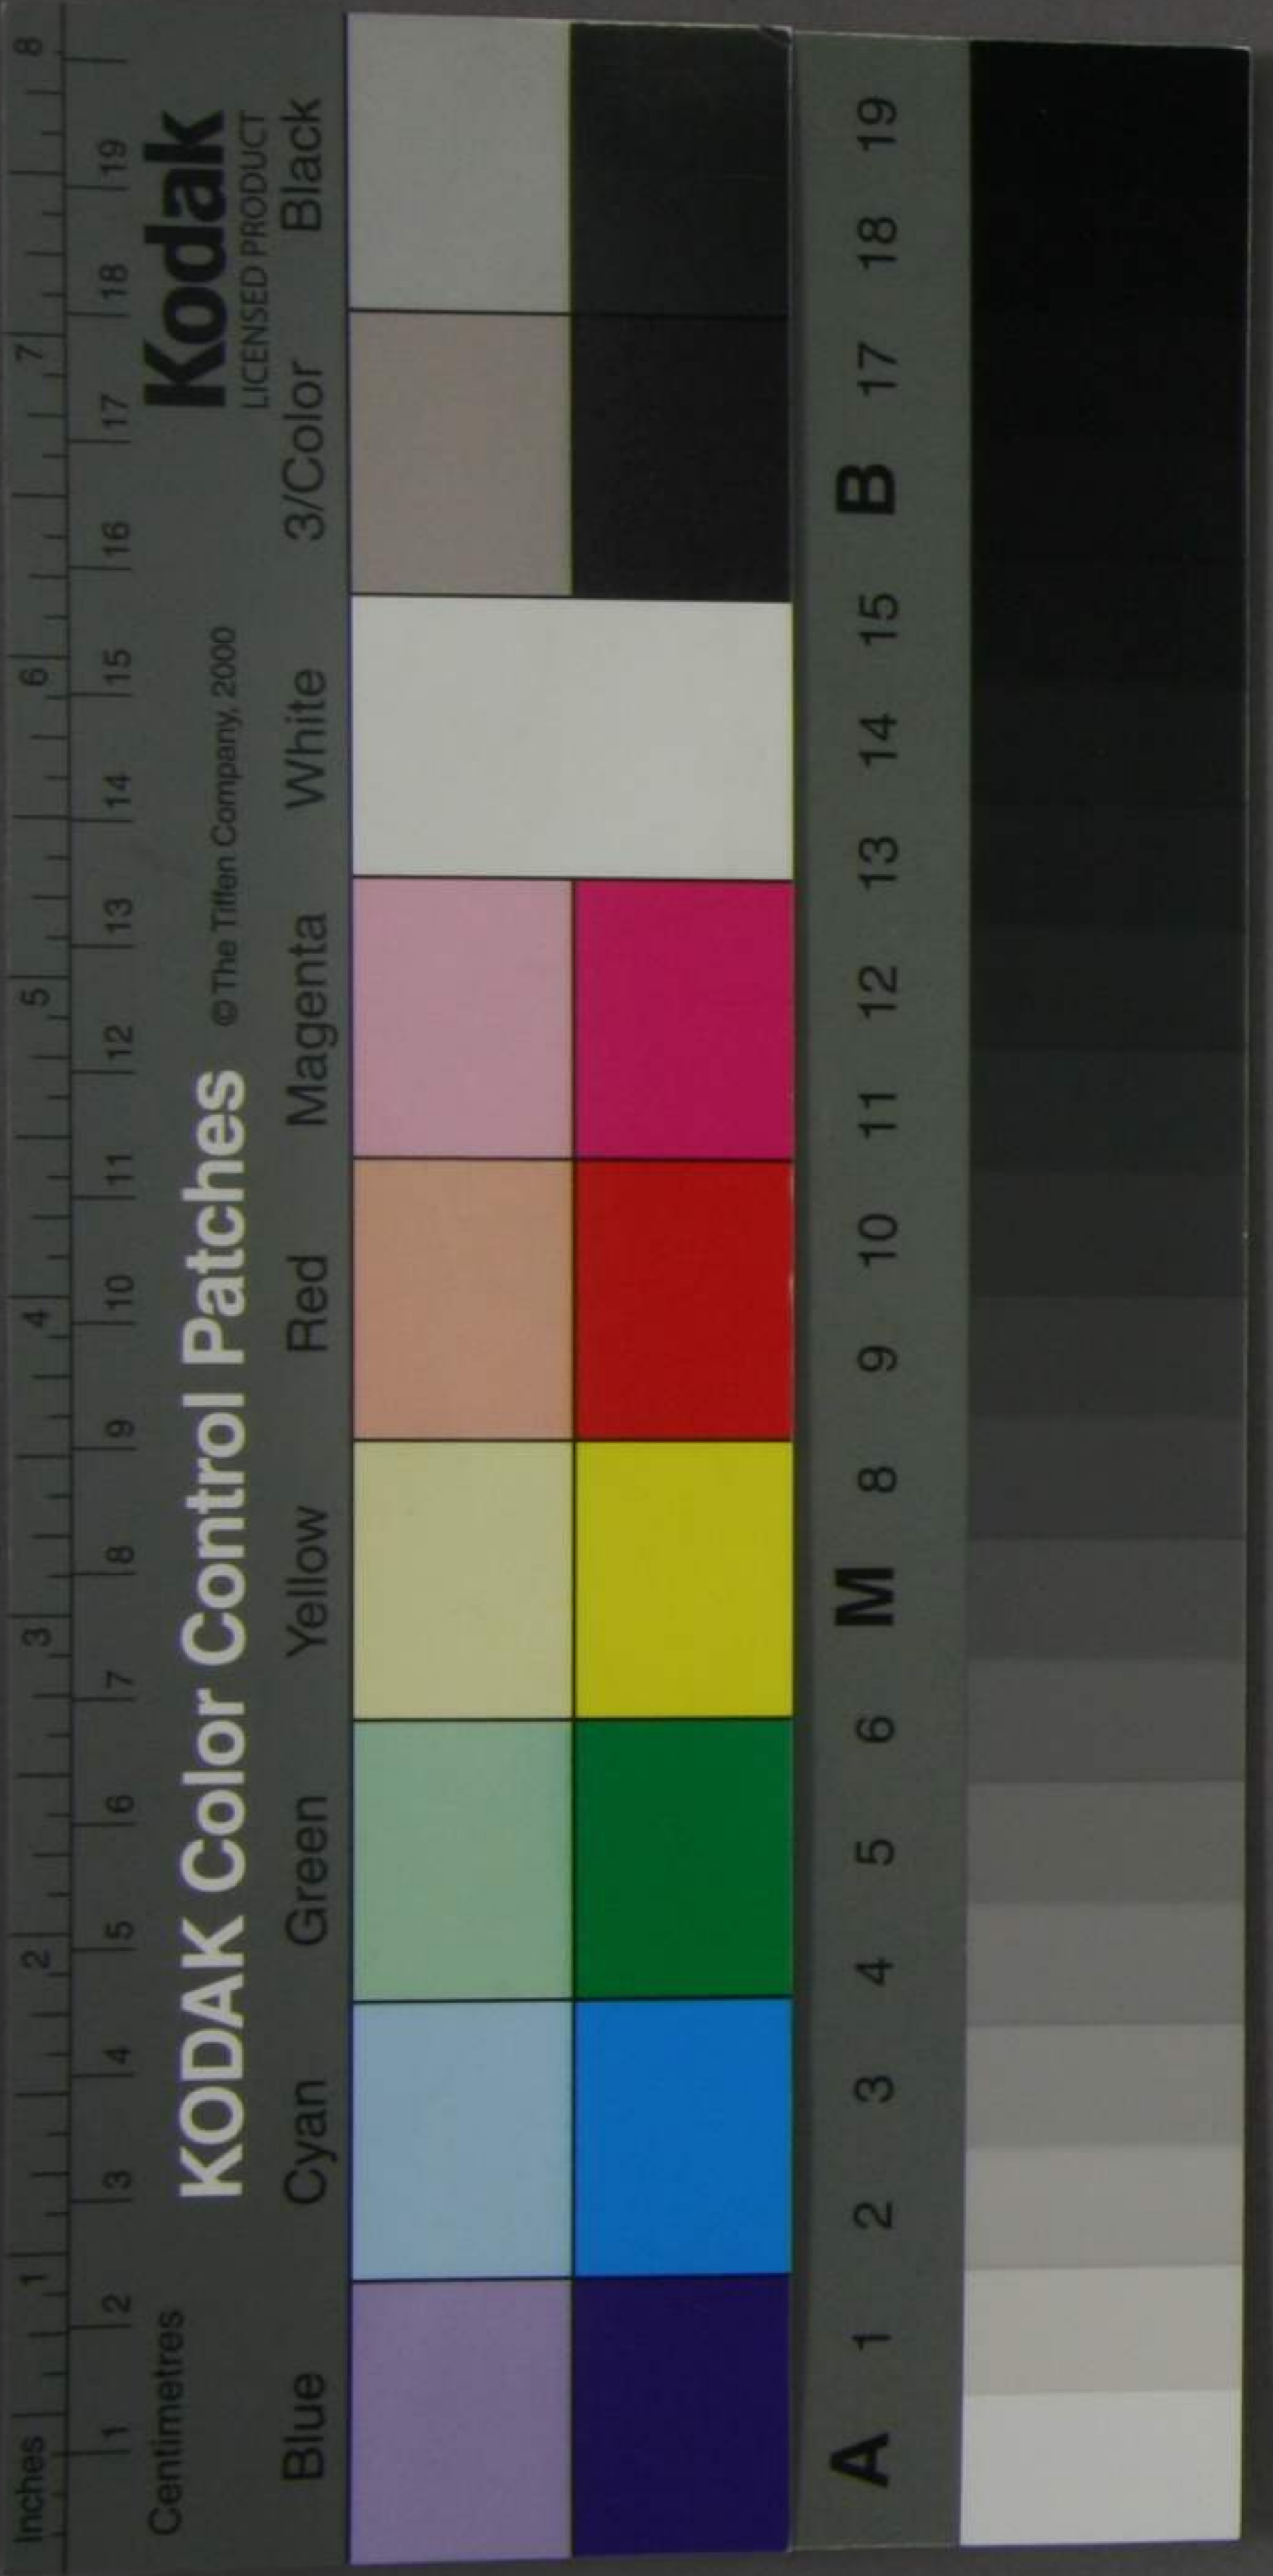 Inches 1 2 3 4 5 6 7 8
1 2 3 4 5 6 7 8 9 10 11 12 13 14 15 16 17 18 19
Centimetres
KODAK Color Control Patches © The Tiffen Company, 2000
Kodak
LICENSED PRODUCT
Blue Cyan Green Yellow Red Magenta White 3/Color Black
A 1 2 3 4 5 6 M 8 9 10 11 12 13 14 15 B 17 18 19